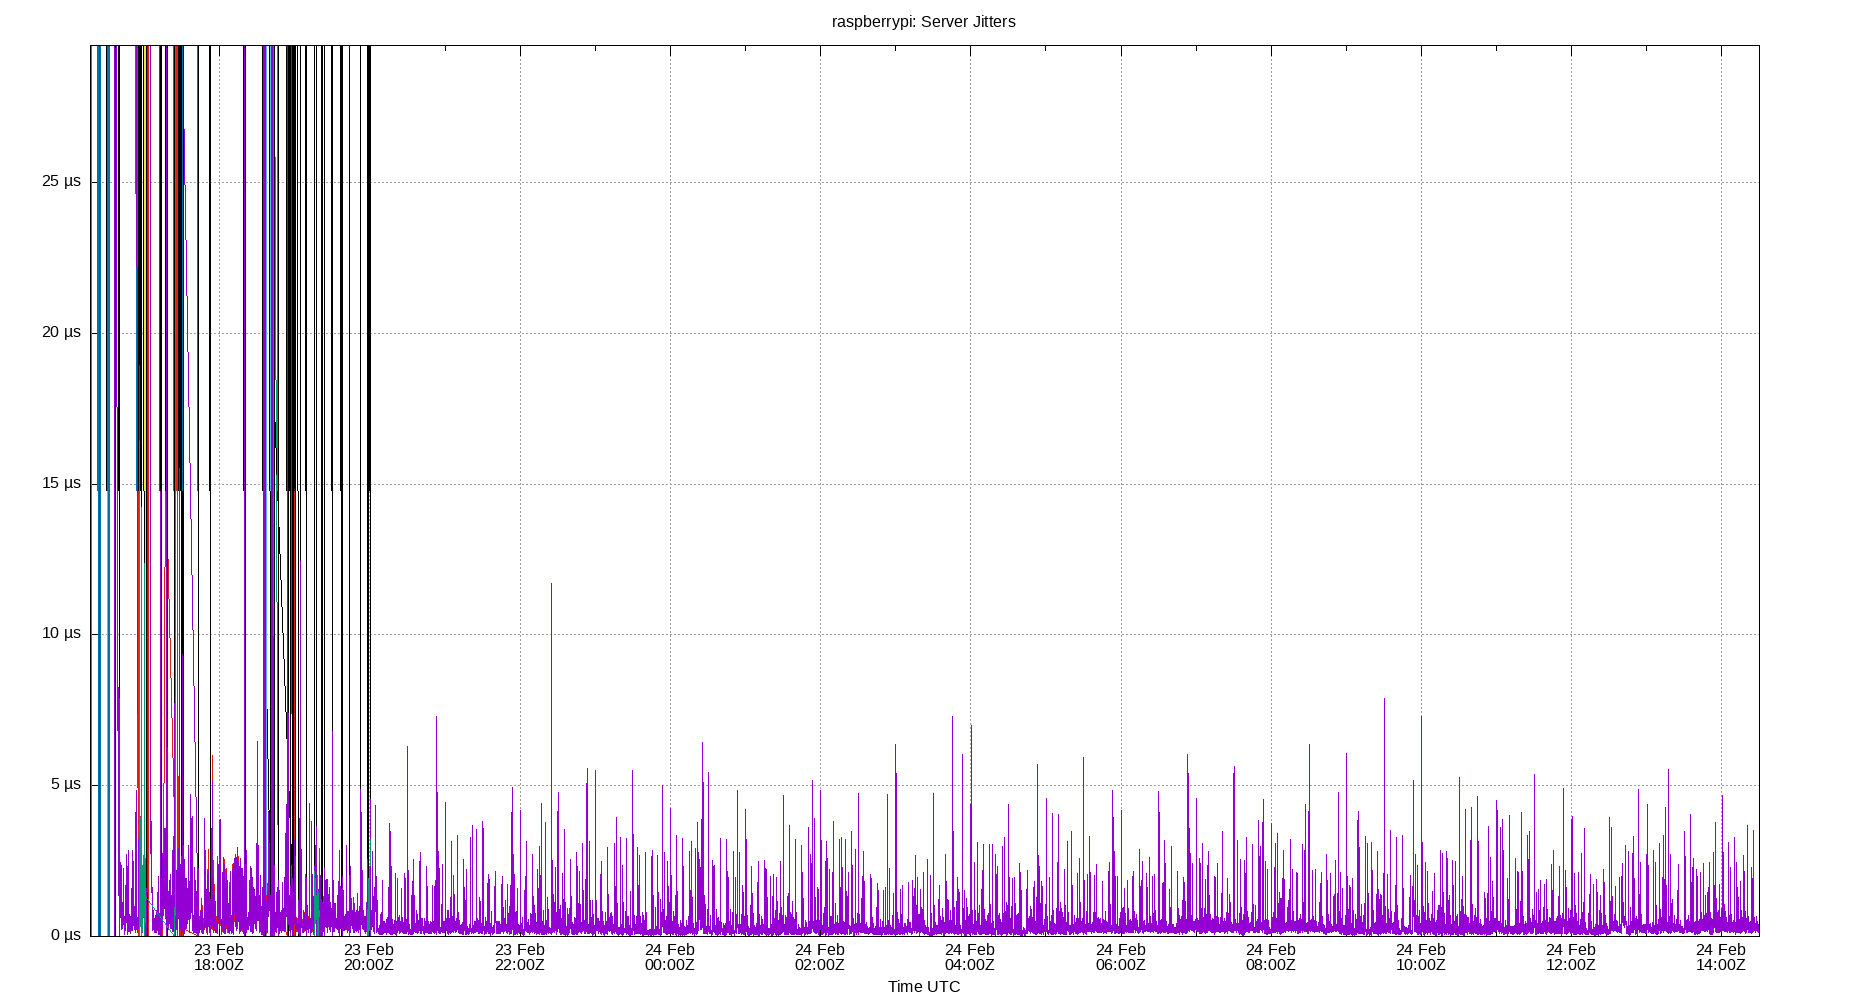 raspberrypi: Server Jitters
25 µs
20 µs
15 µs
10 µs
5 µs
0 µs
23 Feb
18:00Z
23 Feb
20:00Z
23 Feb
22:00Z
24 Feb
00:00Z
24 Feb
02:00Z
24 Feb
04:00Z
24 Feb
06:00Z
24 Feb
08:00Z
24 Feb
10:00Z
24 Feb
12:00Z
24 Feb
14:00Z
Time UTC